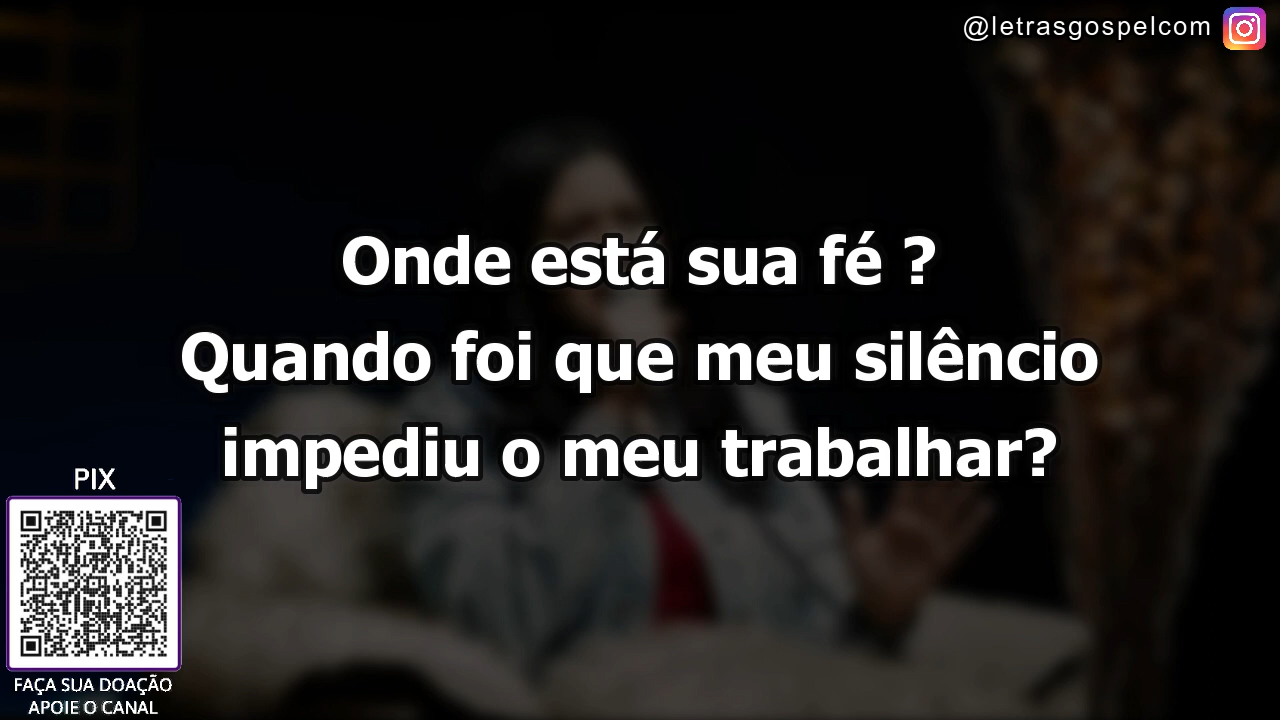 @letrasgospelcom
Onde está sua fé ?
Quando foi que meu silêncio
impediu o meu trabalhar?
PIX
FAÇA SUA DOAÇÃO
APOIE O CANAL